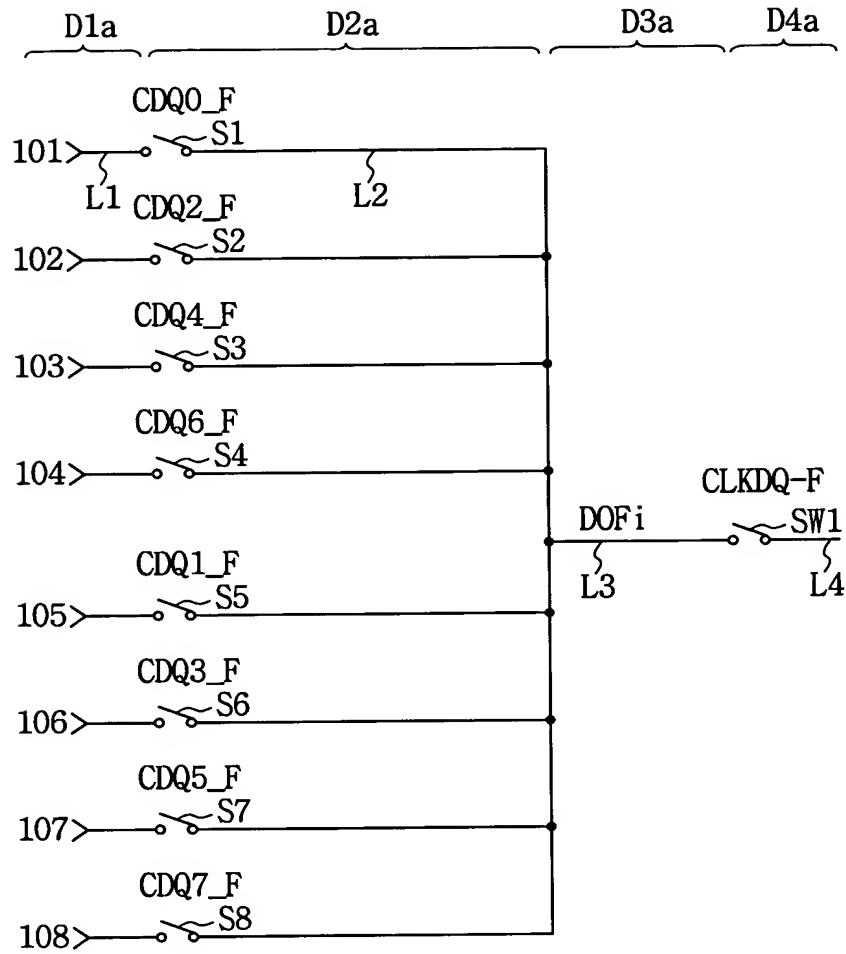 D1a D2a D3a D4a
CDQ0_F
101 S1
L1 L2
CDQ2_F
102 S2
CDQ4_F
103 S3
CDQ6_F
104 S4
CLKDQ-F
DOFi SW1
L3 L4
CDQ1_F
105 S5
CDQ3_F
106 S6
CDQ5_F
107 S7
CDQ7_F
108 S8